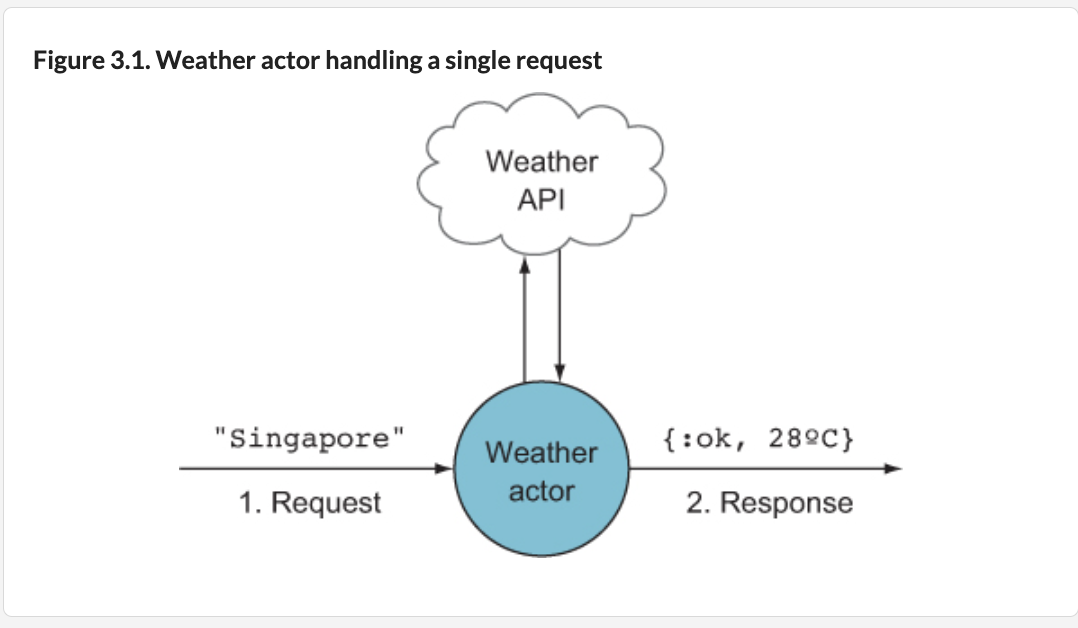 Figure 3.1. Weather actor handling a single request
Weather
API
"Singapore"
1. Request
Weather
actor
{:ok, 28ºC}
2. Response